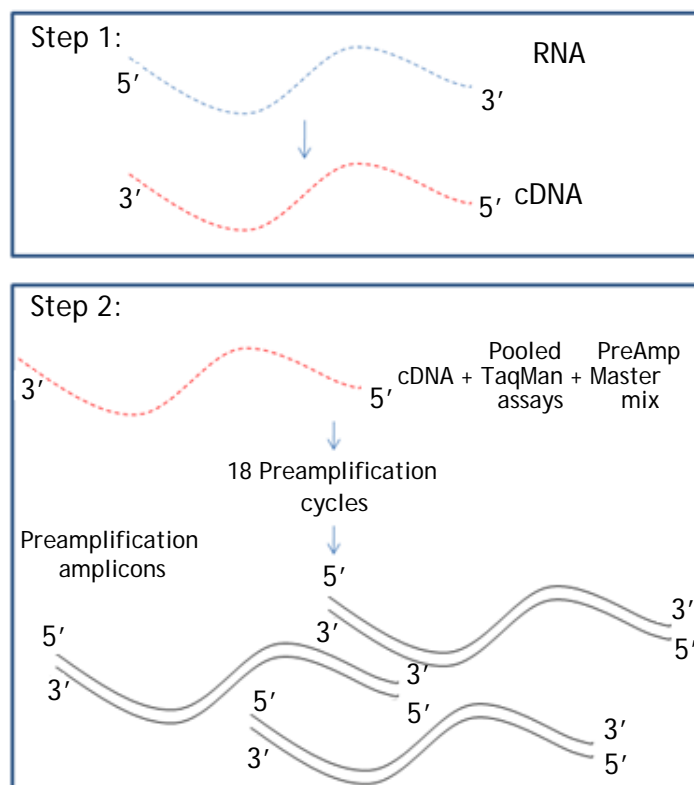 Step 1:
RNA
5′
3′
3′
5′ cDNA
Step 2:
Pooled PreAmp
cDNA + TaqMan + Master
assays mix
3′
5′
18 Preamplification
cycles
Preamplification
amplicons
5′
3′
3′
5′
5′
3′
3′
5′
5′
3′
3′
5′